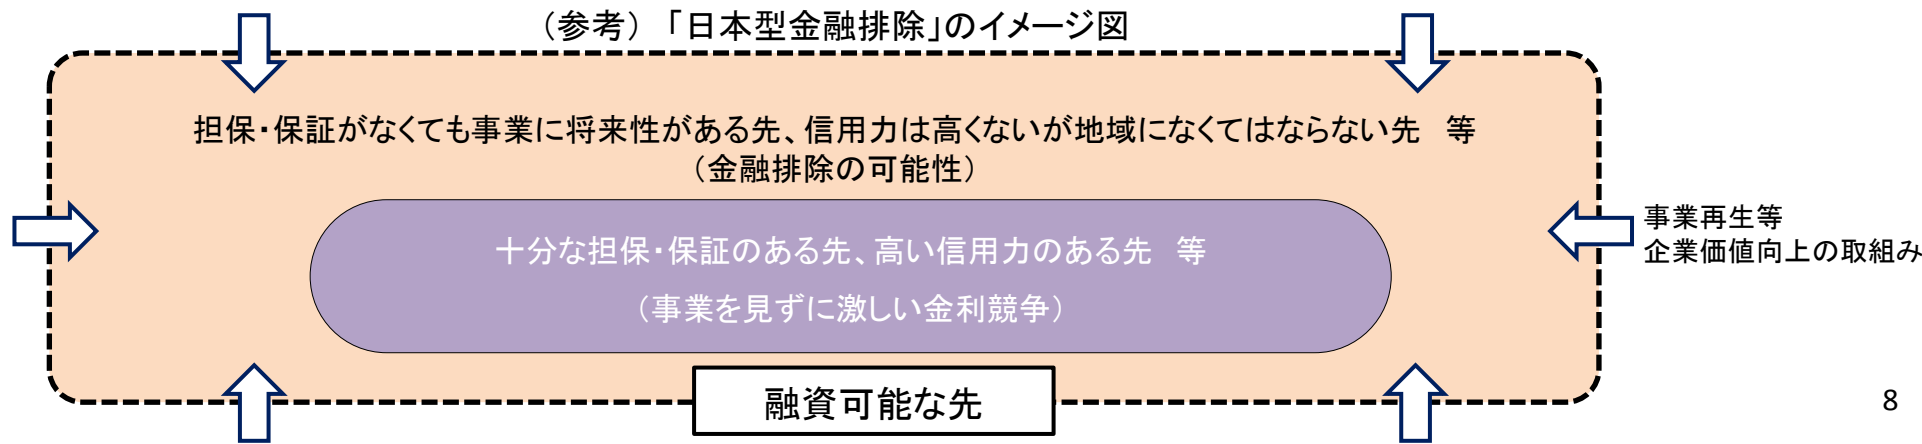 （参考）「日本型金融排除」のイメージ図
担保・保証がなくても事業に将来性がある先、信用力は高くないが地域になくてはならない先　等
（金融排除の可能性）
十分な担保・保証のある先、高い信用力のある先　等
（事業を見ずに激しい金利競争）
事業再生等
企業価値向上の取組み
融資可能な先
8